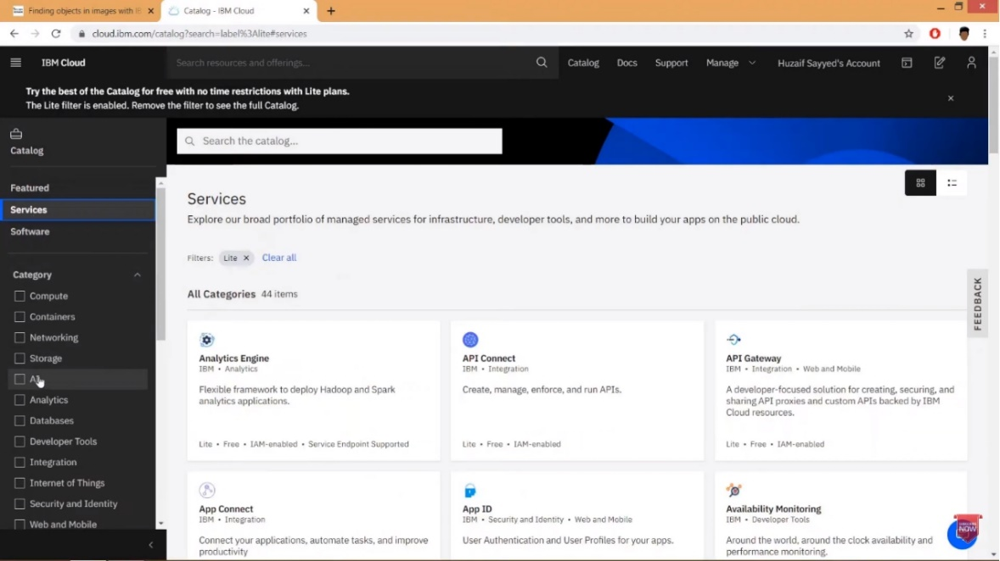 Finding objects in images with IB
Catalog - IBM Cloud
cloud.ibm.com/catalog?search=label%3Alite#services
IBM Cloud
Search resources and offerings...
Catalog
Docs
Support
Manage
Huzaif Sayyed's Account
Try the best of the Catalog for free with no time restrictions with Lite plans.
The Lite filter is enabled. Remove the filter to see the full Catalog.
Catalog
Search the catalog...
Featured
Services
Software
Category
Compute
Containers
Networking
Storage
Analytics
Databases
Developer Tools
Integration
Internet of Things
Security and Identity
Web and Mobile
Services
Explore our broad portfolio of managed services for infrastructure, developer tools, and more to build your apps on the public cloud.
Filters: Lite Clear all
All Categories 44 items
Analytics Engine
IBM • Analytics
Flexible framework to deploy Hadoop and Spark
analytics applications.
Lite • Free • IAM-enabled • Service Endpoint Supported
API Connect
IBM • Integration
Create, manage, enforce, and run APIs.
Lite • Free • IAM-enabled
API Gateway
IBM • Integration • Web and Mobile
A developer-focused solution for creating, securing, and
sharing API proxies and custom APIs backed by IBM
Cloud resources.
Lite • Free • IAM-enabled
App Connect
IBM • Integration
Connect your applications, automate tasks, and improve
productivity
App ID
IBM • Security and Identity • Web and Mobile
User Authentication and User Profiles for your apps.
Availability Monitoring
IBM • Developer Tools
Around the world, around the clock availability and
performance monitoring.
FEEDBACK
NOW